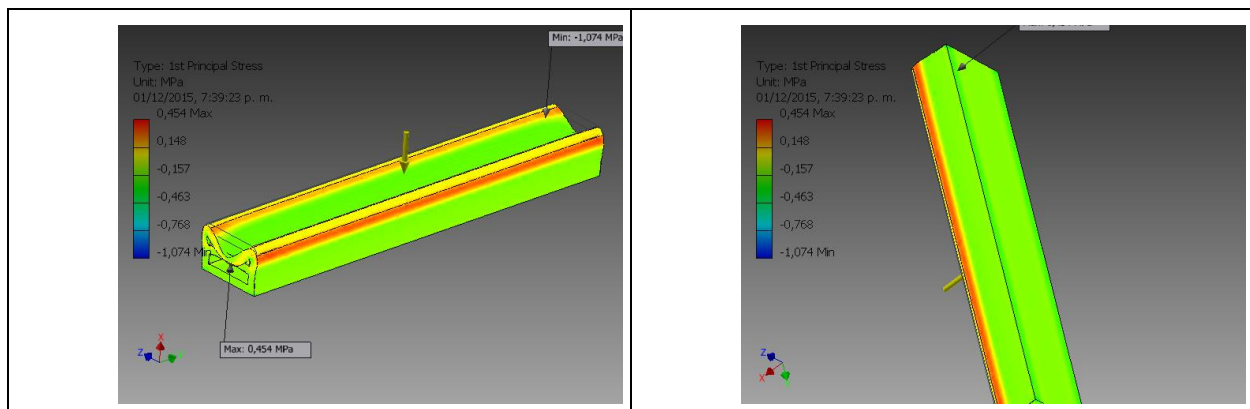 Min: -1,074 MPa
Type: 1st Principal Stress
Unit: MPa
01/12/2015, 7:39:23 p. m.
0,454 Max
0,148
-0,157
-0,463
-0,768
-1,074 Min
Max: 0,454 MPa
X
Z
Type: 1st Principal Stress
Unit: MPa
01/12/2015, 7:39:23 p. m.
0,454 Max
0,148
-0,157
-0,463
-0,768
-1,074 Min
Z
X